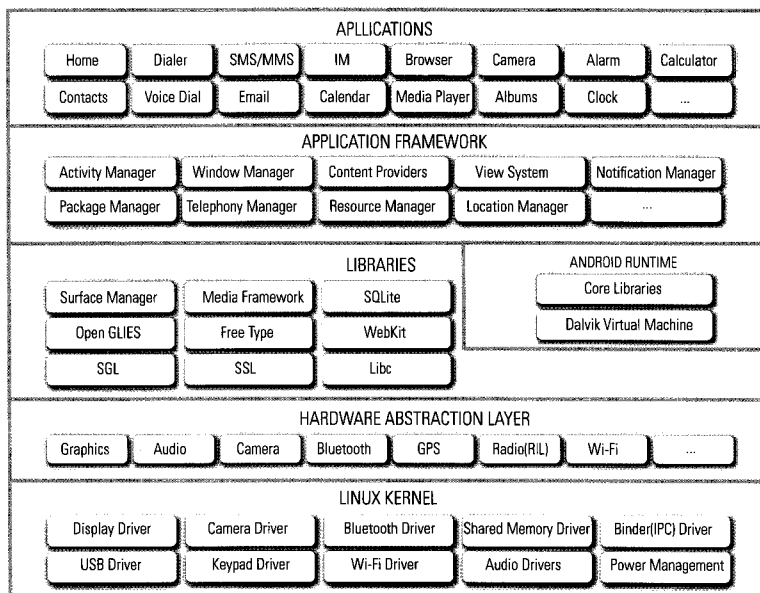 APLLICATIONS
Home Dialer SMS/MMS IM Browser Camera Alarm Calculator
Contacts Voice Dial Email Calendar Media Player Albums Clock ...
APPLICATION FRAMEWORK
Activity Manager Window Manager Content Providers View System Notification Manager
Package Manager Telephony Manager Resource Manager Location Manager ...
LIBRARIES
Surface Manager Media Framework SQLite
Open GLIES Free Type WebKit
SGL SSL Libc
ANDROID RUNTIME
Core Libraries
Dalvik Virtual Machine
HARDWARE ABSTRACTION LAYER
Graphics Audio Camera Bluetooth GPS Radio(RIL) Wi-Fi ...
LINUX KERNEL
Display Driver Camera Driver Bluetooth Driver Shared Memory Driver Binder(IPC) Driver
USB Driver Keypad Driver Wi-Fi Driver Audio Drivers Power Management